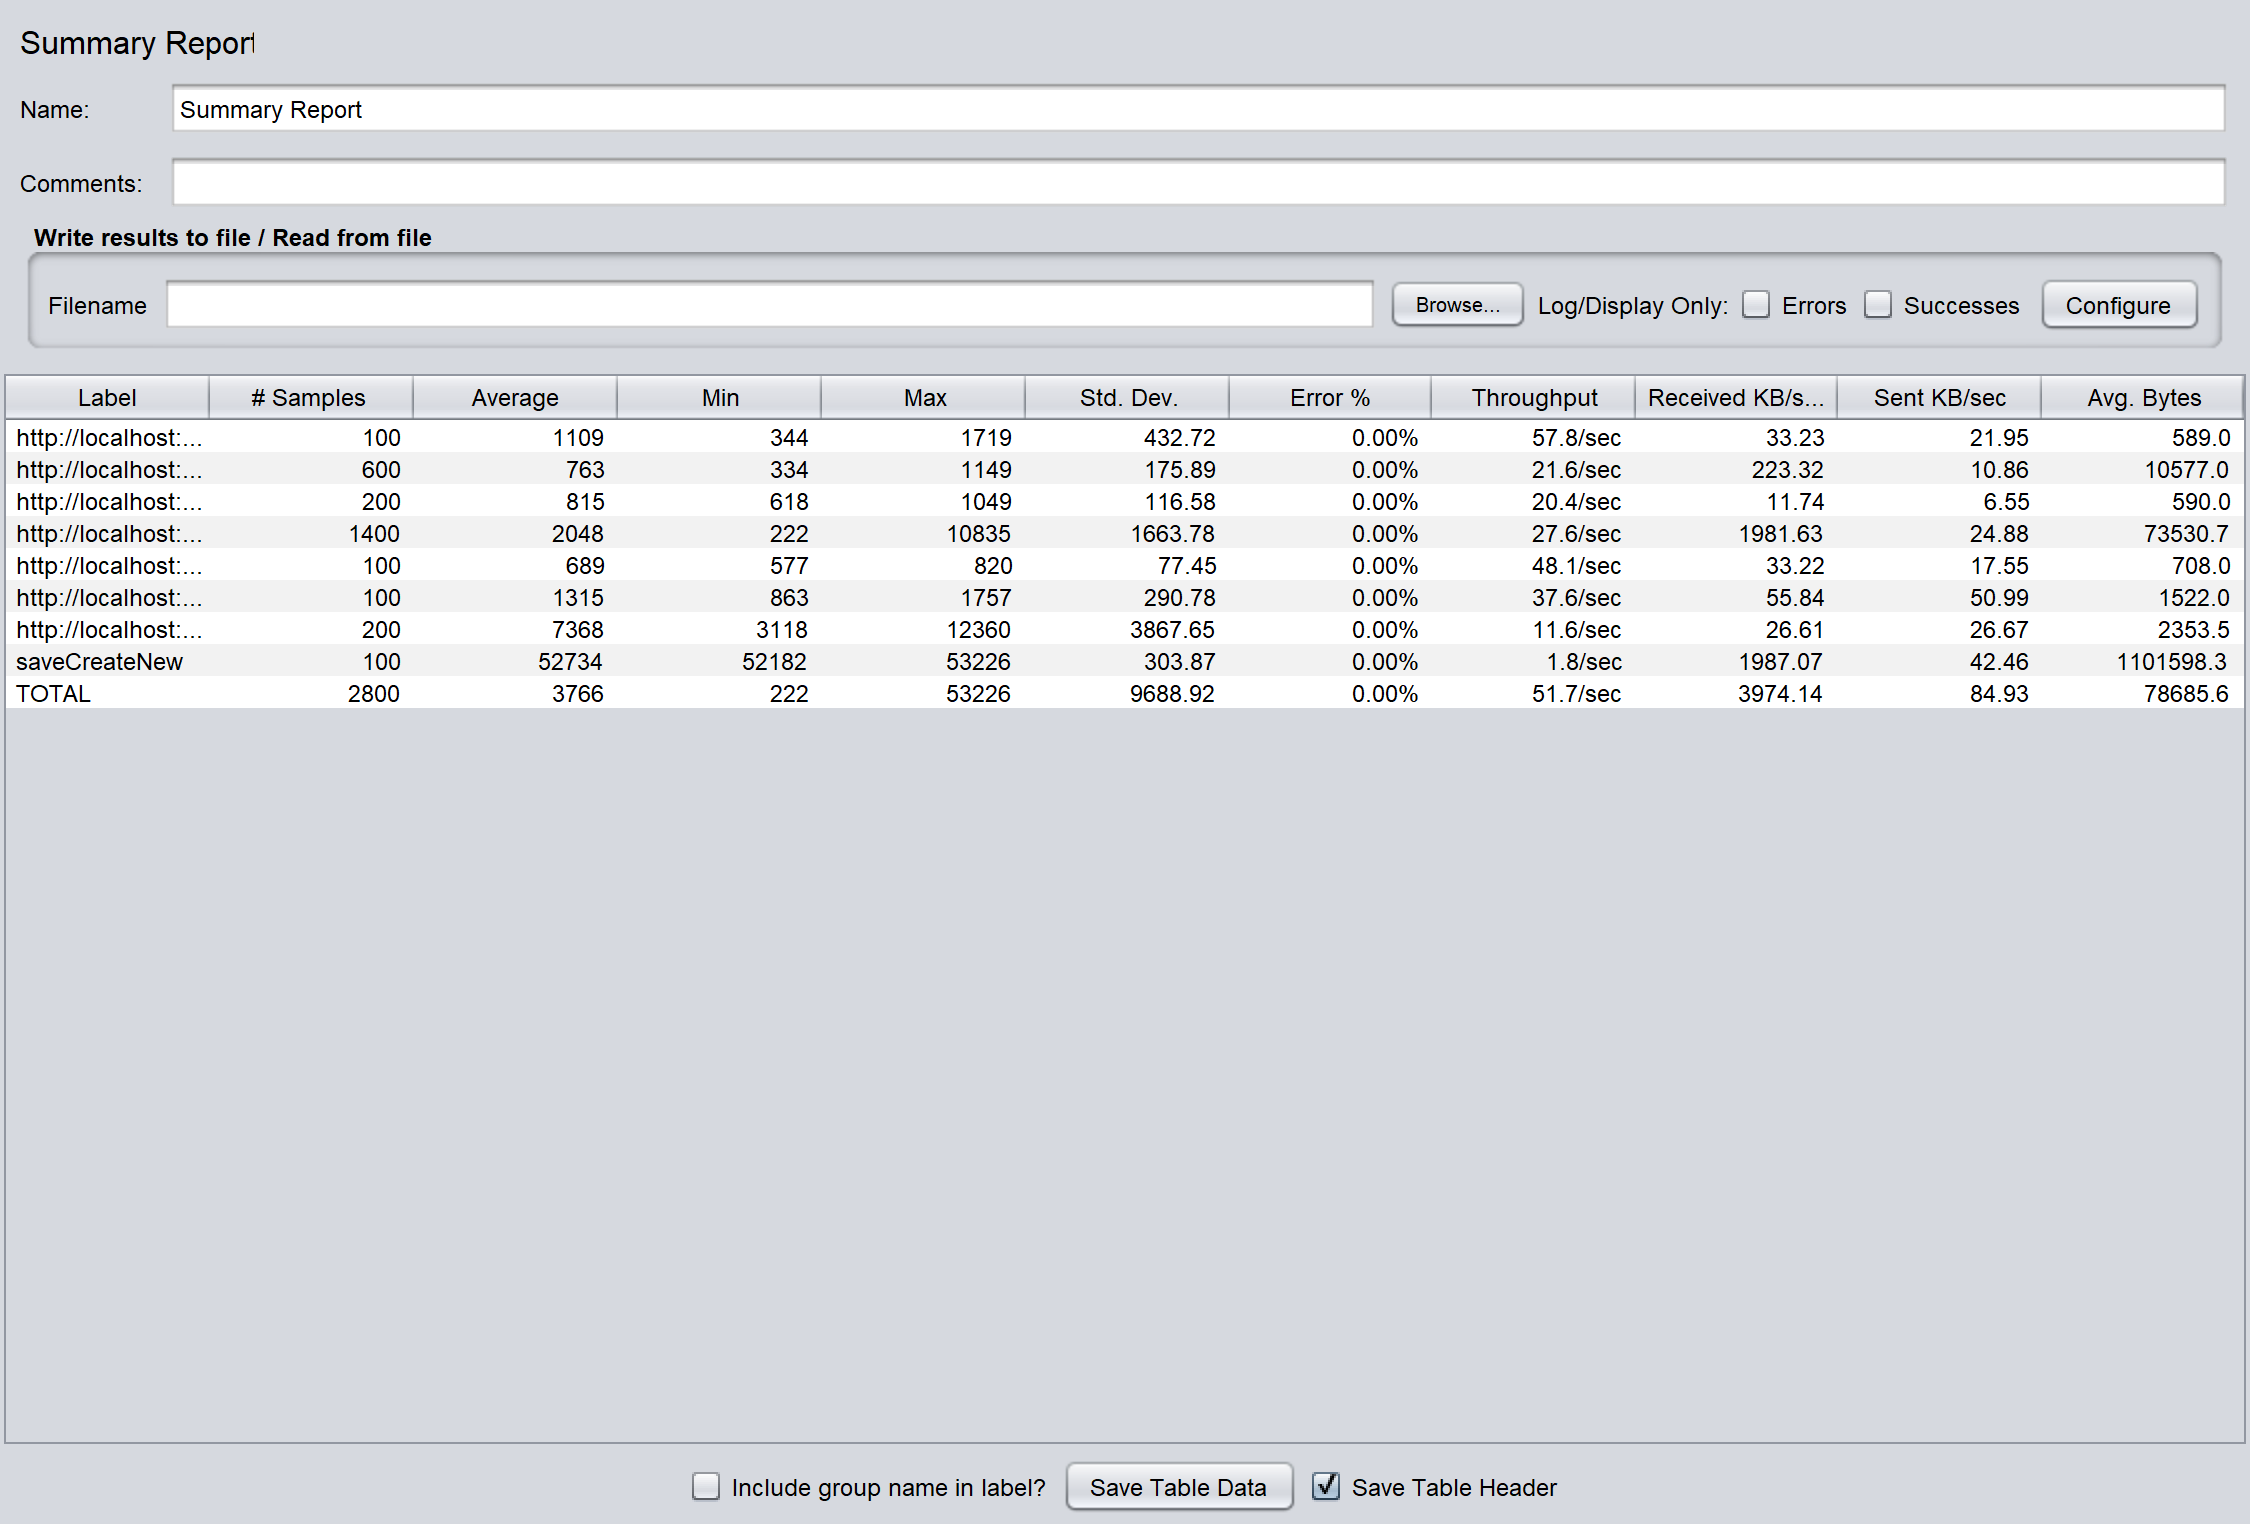 Summary Report
Name: Summary Report
Comments:
Write results to file / Read from file
Filename Browse... Log/Display Only: Errors Successes Configure
Label # Samples Average Min Max Std. Dev. Error % Throughput Received KB/s... Sent KB/sec Avg. Bytes
http://localhost:... 100 1109 344 1719 432.72 0.00% 57.8/sec 33.23 21.95 589.0
http://localhost:... 600 763 334 1149 175.89 0.00% 21.6/sec 223.32 10.86 10577.0
http://localhost:... 200 815 618 1049 116.58 0.00% 20.4/sec 11.74 6.55 590.0
http://localhost:... 1400 2048 222 10835 1663.78 0.00% 27.6/sec 1981.63 24.88 73530.7
http://localhost:... 100 689 577 820 77.45 0.00% 48.1/sec 33.22 17.55 708.0
http://localhost:... 100 1315 863 1757 290.78 0.00% 37.6/sec 55.84 50.99 1522.0
http://localhost:... 200 7368 3118 12360 3867.65 0.00% 11.6/sec 26.61 26.67 2353.5
saveCreateNew 100 52734 52182 53226 303.87 0.00% 1.8/sec 1987.07 42.46 1101598.3
TOTAL 2800 3766 222 53226 9688.92 0.00% 51.7/sec 3974.14 84.93 78685.6
Include group name in label? Save Table Data Save Table Header